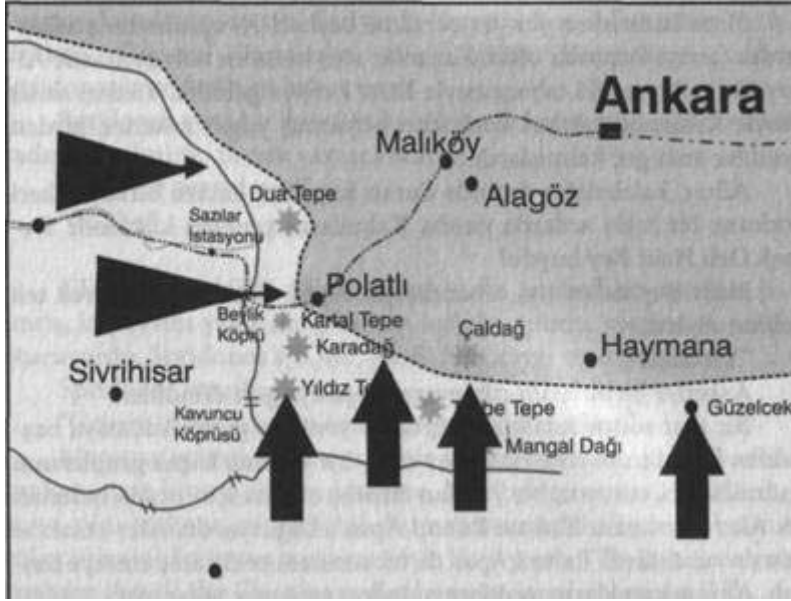 Ankara
Malıköy
Alagöz
Dua Tepe
Sazılar
İstasyonu
Polatlı
Beylik
Köprü
Kartal Tepe
Karadağ
Çaldağ
Haymana
Sivrihisar
Yıldız
Kavuncu
Köprüsü
Tepe
Güzelcek
Mangal Dağı